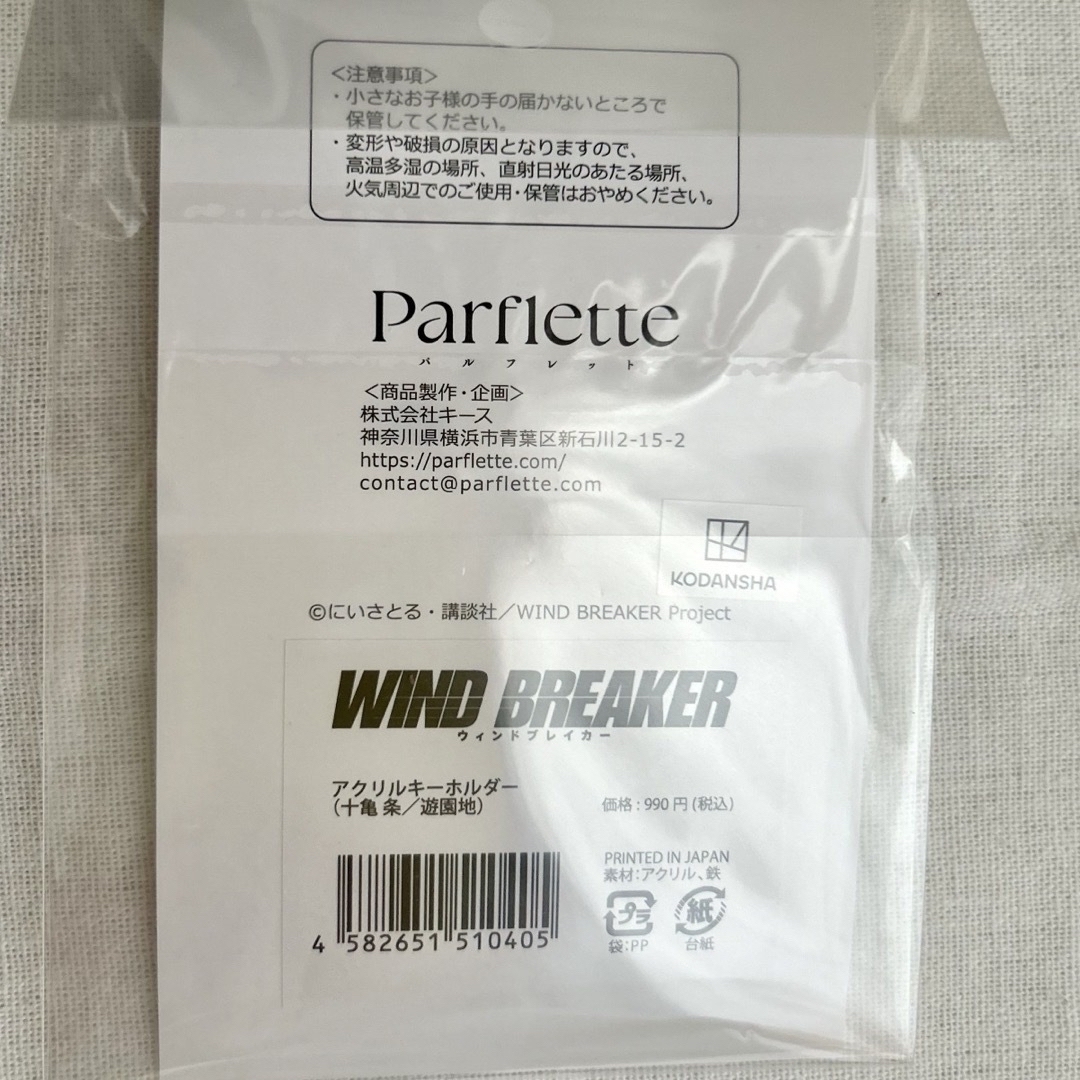 ＜注意事項＞
・小さなお子様の手の届かないところで
保管してください。
・変形や破損の原因となりますので、
高温多湿の場所、直射日光のあたる場所、
火気周辺でのご使用・保管はおやめください。
Parflette
パルフレット
＜商品製作・企画＞
株式会社キース
神奈川県横浜市青葉区新石川2-15-2
https://parflette.com/
contact@parflette.com
KODANSHA
©にいさとる・講談社／WIND BREAKER Project
WIND BREAKER
ウィンドブレイカー
アクリルキーホルダー
（十亀 条／遊園地）
価格：990円(税込)
PRINTED IN JAPAN
素材：アクリル、鉄
プラ
紙
袋：PP
台紙
4 582651 510405